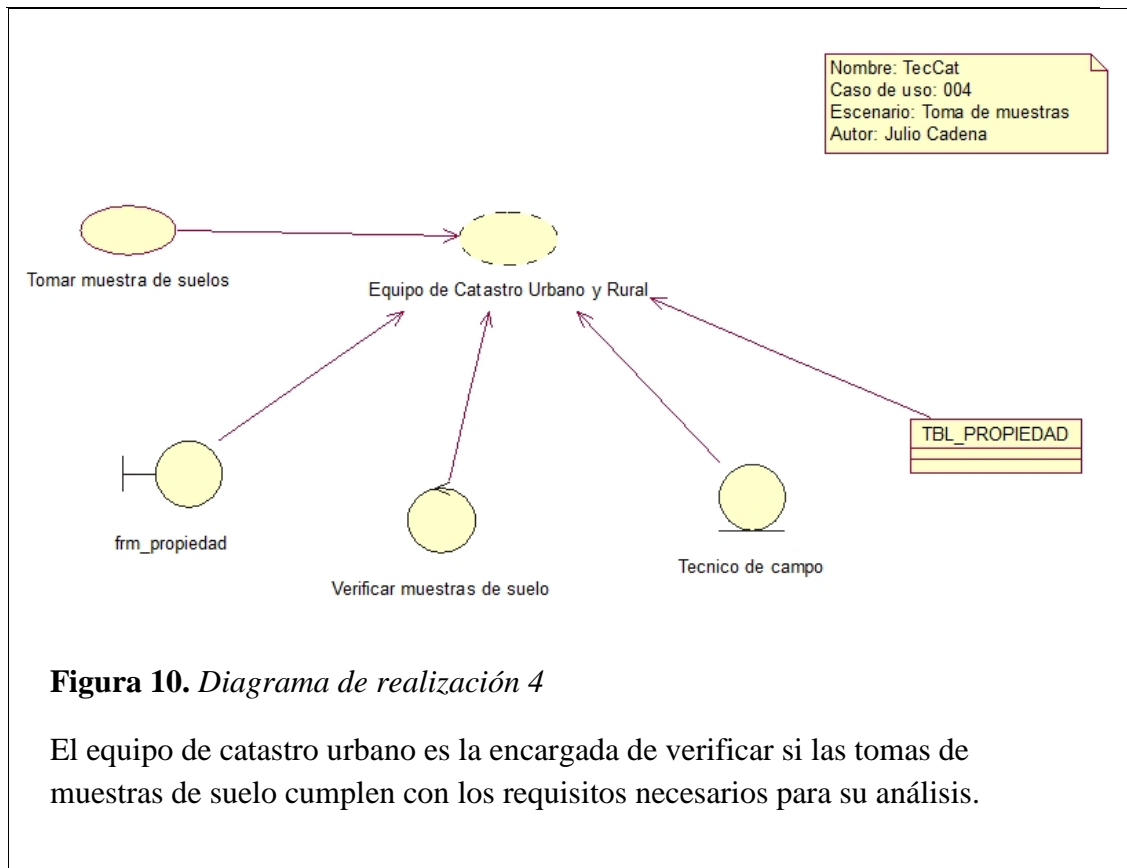 Nombre: TecCat
Caso de uso: 004
Escenario: Toma de muestras
Autor: Julio Cadena
Tomar muestra de suelos
Equipo de Catastro Urbano y Rural
TBL_PROPIEDAD
frm_propiedad
Verificar muestras de suelo
Tecnico de campo
Figura 10. Diagrama de realización 4
El equipo de catastro urbano es la encargada de verificar si las tomas de
muestras de suelo cumplen con los requisitos necesarios para su análisis.